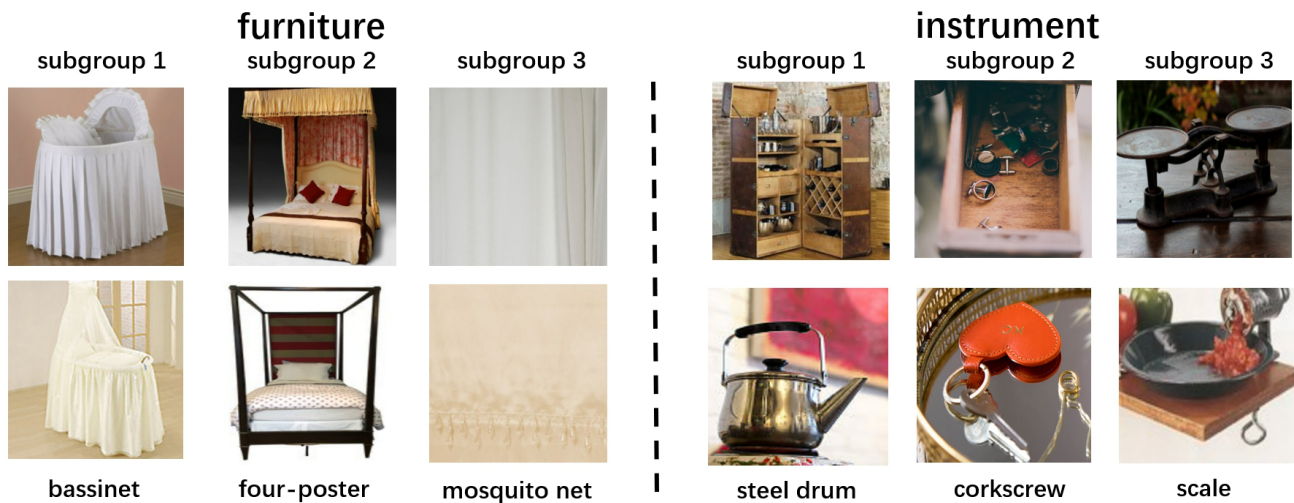 furniture
subgroup 1 subgroup 2 subgroup 3
bassinet four-poster mosquito net
instrument
subgroup 1 subgroup 2 subgroup 3
steel drum corkscrew scale